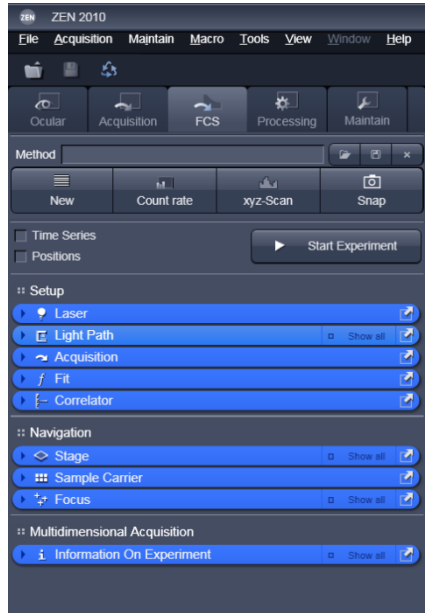 ZEN ZEN 2010
File Acquisition Maintain Macro Tools View Window Help
Ocular Acquisition FCS Processing Maintain
Method
New Count rate xyz-Scan Snap
Time Series
Start Experiment
Positions
Setup
Laser
Light Path Show all
Acquisition
f Fit
Correlator
Navigation
Stage Show all
Sample Carrier
Focus Show all
Multidimensional Acquisition
i Information On Experiment Show all